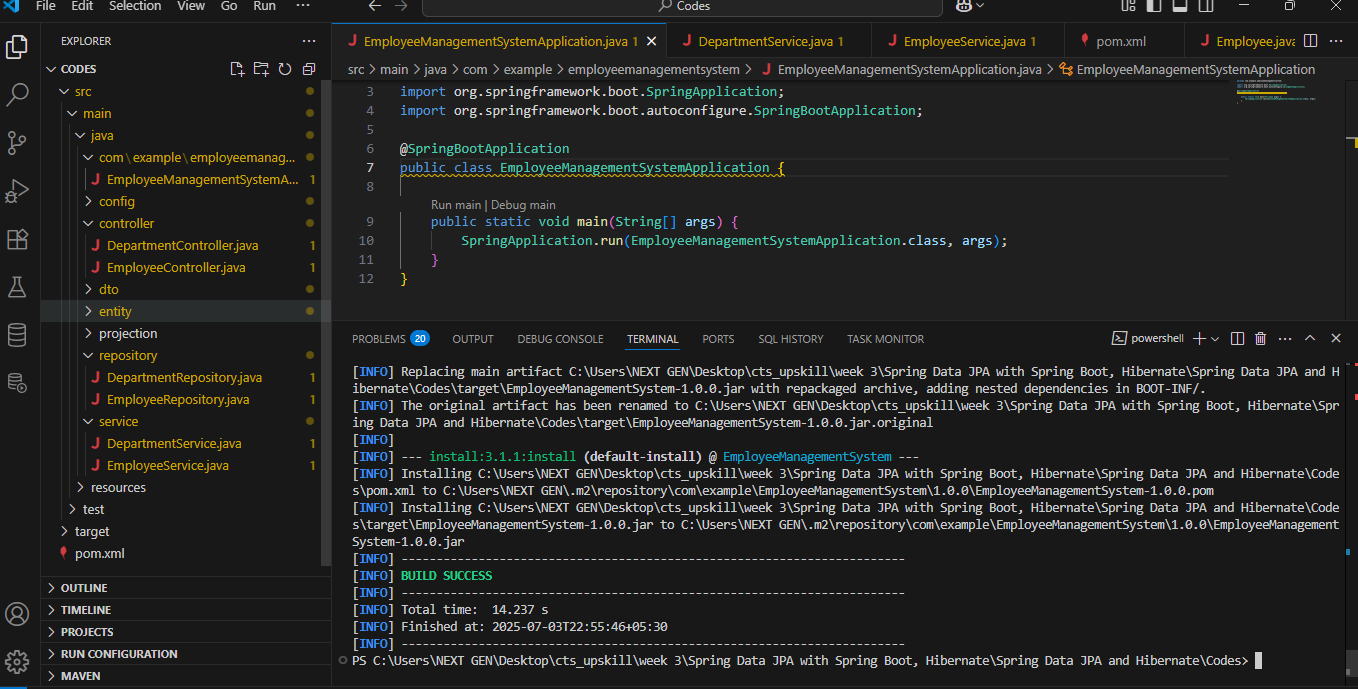 File Edit Selection View Go Run ···
Codes
EXPLORER
CODES
src
main
java
com\example\employeemanag...
EmployeeManagementSystemA... 1
config
controller
DepartmentController.java 1
EmployeeController.java 1
dto
entity
projection
repository
DepartmentRepository.java 1
EmployeeRepository.java 1
service
DepartmentService.java 1
EmployeeService.java 1
resources
test
target
pom.xml
OUTLINE
TIMELINE
PROJECTS
RUN CONFIGURATION
MAVEN
EmployeeManagementSystemApplication.java 1 DepartmentService.java 1 EmployeeService.java 1 pom.xml Employee.java
src > main > java > com > example > employeemanagementsystem > EmployeeManagementSystemApplication.java > EmployeeManagementSystemApplication
3 import org.springframework.boot.SpringApplication;
4 import org.springframework.boot.autoconfigure.SpringBootApplication;
5
6 @SpringBootApplication
7 public class EmployeeManagementSystemApplication {
8
Run main | Debug main
9 public static void main(String[] args) {
10 SpringApplication.run(EmployeeManagementSystemApplication.class, args);
11 }
12 }
PROBLEMS 20 OUTPUT DEBUG CONSOLE TERMINAL PORTS SQL HISTORY TASK MONITOR powershell
[INFO] Replacing main artifact C:\Users\NEXT GEN\Desktop\cts_upskill\week 3\Spring Data JPA with Spring Boot, Hibernate\Spring Data JPA and H
ibernate\Codes\target\EmployeeManagementSystem-1.0.0.jar with repackaged archive, adding nested dependencies in BOOT-INF/.
[INFO] The original artifact has been renamed to C:\Users\NEXT GEN\Desktop\cts_upskill\week 3\Spring Data JPA with Spring Boot, Hibernate\Spr
ing Data JPA and Hibernate\Codes\target\EmployeeManagementSystem-1.0.0.jar.original
[INFO]
[INFO] --- install:3.1.1:install (default-install) @ EmployeeManagementSystem ---
[INFO] Installing C:\Users\NEXT GEN\Desktop\cts_upskill\week 3\Spring Data JPA with Spring Boot, Hibernate\Spring Data JPA and Hibernate\Code
s\pom.xml to C:\Users\NEXT GEN\.m2\repository\com\example\EmployeeManagementSystem\1.0.0\EmployeeManagementSystem-1.0.0.pom
[INFO] Installing C:\Users\NEXT GEN\Desktop\cts_upskill\week 3\Spring Data JPA with Spring Boot, Hibernate\Spring Data JPA and Hibernate\Code
s\target\EmployeeManagementSystem-1.0.0.jar to C:\Users\NEXT GEN\.m2\repository\com\example\EmployeeManagementSystem\1.0.0\EmployeeManagement
System-1.0.0.jar
[INFO] ------------------------------------------------------------------------
[INFO] BUILD SUCCESS
[INFO] ------------------------------------------------------------------------
[INFO] Total time:  14.237 s
[INFO] Finished at: 2025-07-03T22:55:46+05:30
[INFO] ------------------------------------------------------------------------
PS C:\Users\NEXT GEN\Desktop\cts_upskill\week 3\Spring Data JPA with Spring Boot, Hibernate\Spring Data JPA and Hibernate\Codes>